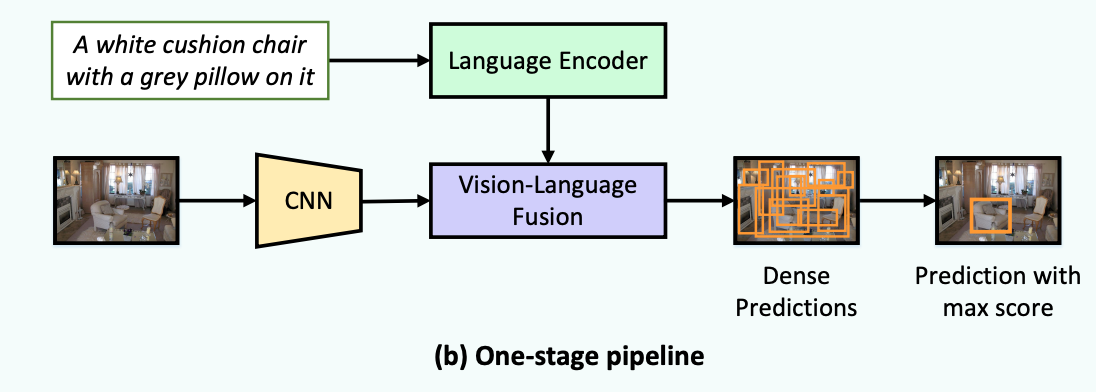 A white cushion chair
with a grey pillow on it
Language Encoder
CNN
Vision-Language
Fusion
Dense
Predictions
Prediction with
max score
(b) One-stage pipeline